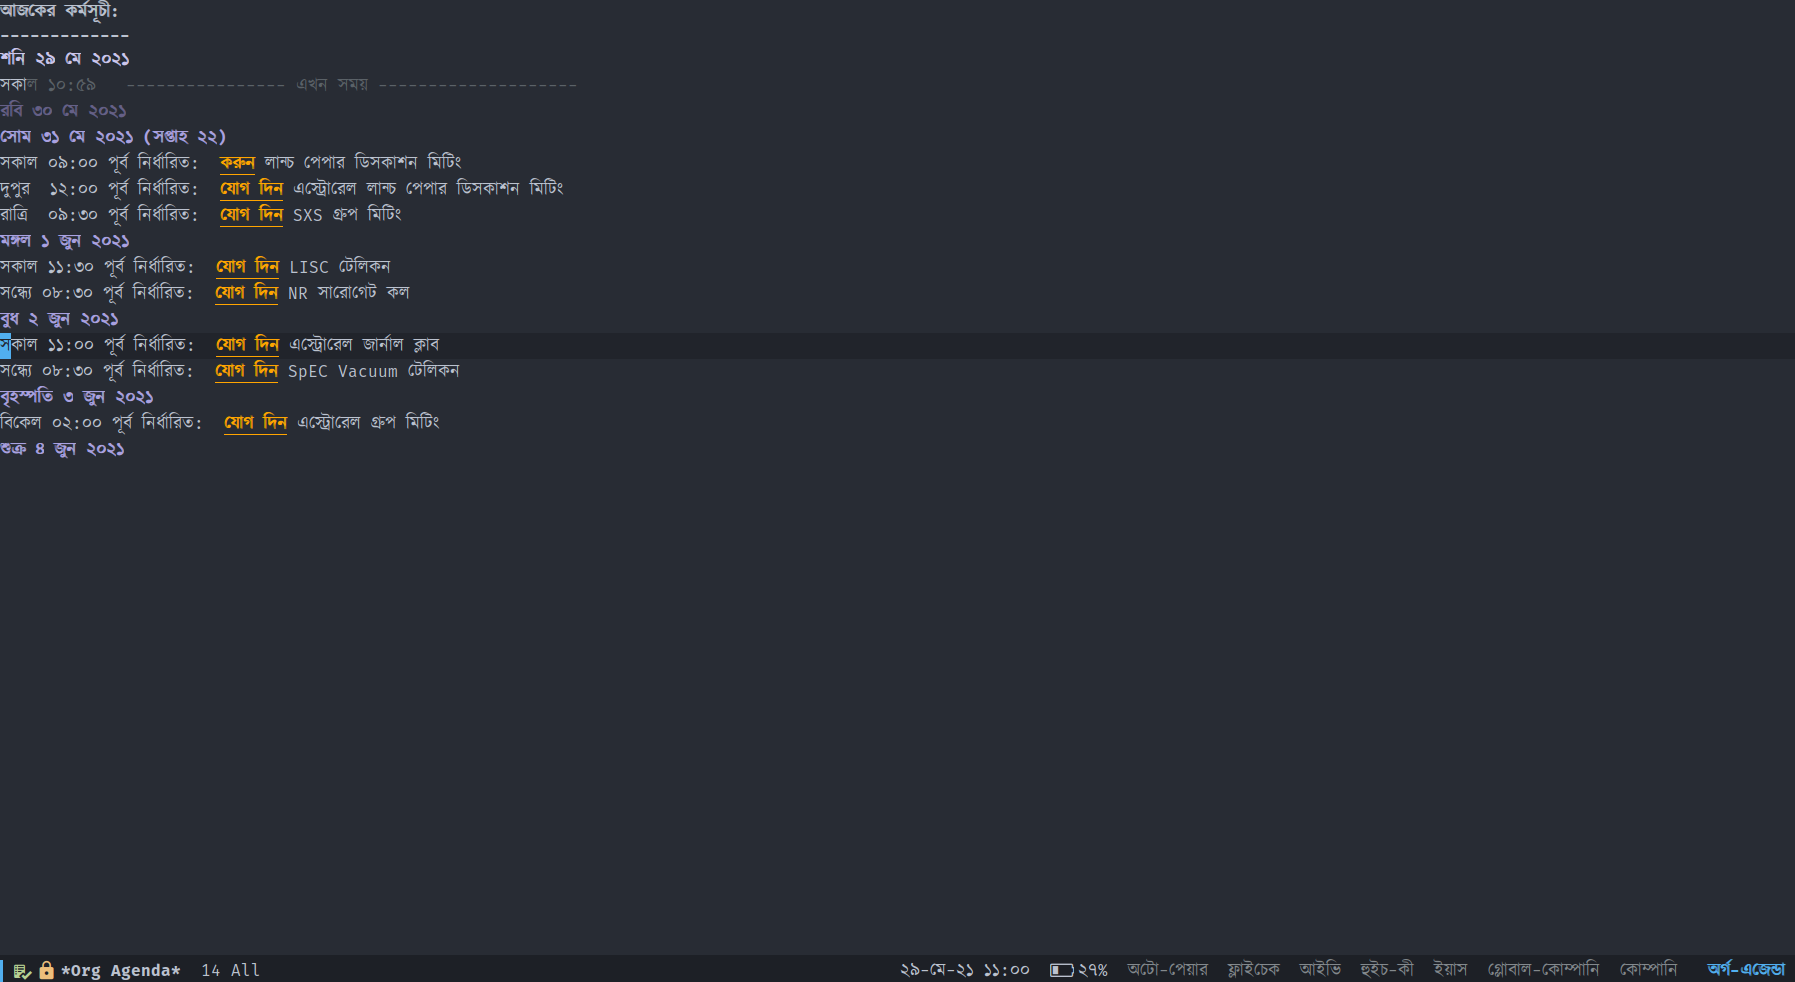 আজকের কর্মসূচী:
-------------
শনি ২৯ মে ২০২১
সকাল ১০:৫৯ ---------------- এখন সময় --------------------
রবি ৩০ মে ২০২১
সোম ৩১ মে ২০২১ (সপ্তাহ ২২)
সকাল ০৯:০০ পূর্ব নির্ধারিত: করুন লান্চ পেপার ডিসকাশন মিটিং
দুপুর ১২:০০ পূর্ব নির্ধারিত: যোগ দিন এস্ট্রোরেল লান্চ পেপার ডিসকাশন মিটিং
রাত্রি ০৯:৩০ পূর্ব নির্ধারিত: যোগ দিন SXS গ্রুপ মিটিং
মঙ্গল ১ জুন ২০২১
সকাল ১১:৩০ পূর্ব নির্ধারিত: যোগ দিন LISC টেলিকন
সন্ধ্যে ০৮:৩০ পূর্ব নির্ধারিত: যোগ দিন NR সারোগেট কল
বুধ ২ জুন ২০২১
সকাল ১১:০০ পূর্ব নির্ধারিত: যোগ দিন এস্ট্রোরেল জার্নাল ক্লাব
সন্ধ্যে ০৮:৩০ পূর্ব নির্ধারিত: যোগ দিন SpEC Vacuum টেলিকন
বৃহস্পতি ৩ জুন ২০২১
বিকেল ০২:০০ পূর্ব নির্ধারিত: যোগ দিন এস্ট্রোরেল গ্রুপ মিটিং
শুক্র ৪ জুন ২০২১
*Org Agenda* 14 All ২৯-মে-২১ ১১:০০ ২৭% অটো-পেয়ার ফ্লাইচেক আইভি হুইচ-কী ইয়াস গ্লোবাল-কোম্পানি কোম্পানি অর্গ-এজেন্ডা